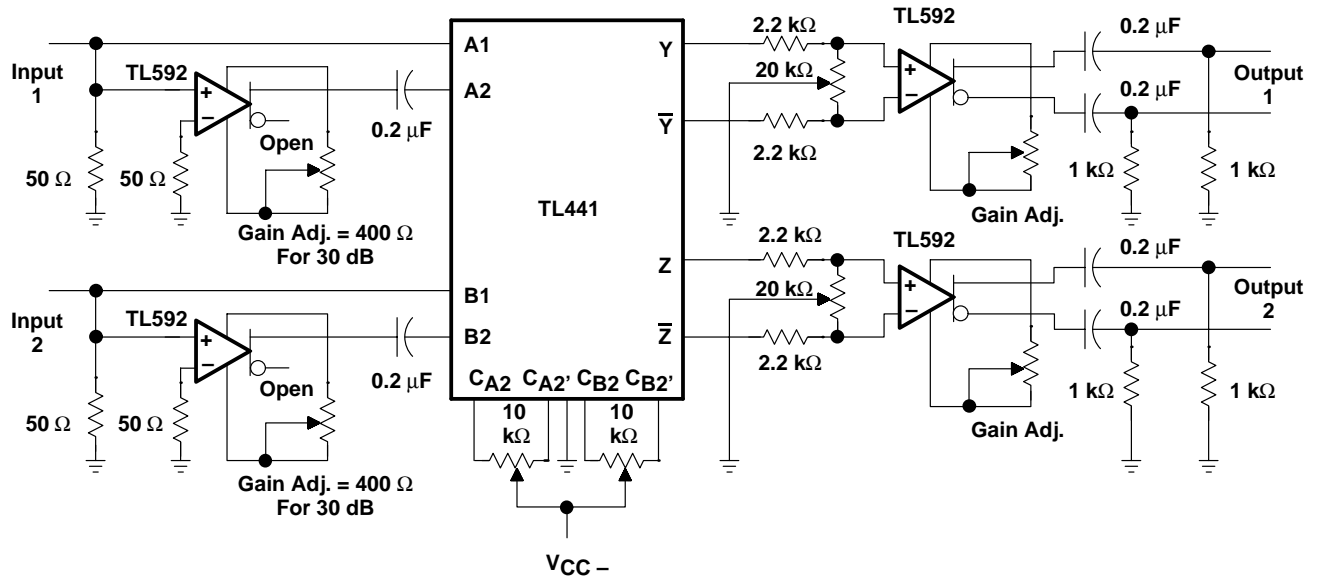 Input
1
TL592
+
−
50 Ω
50 Ω
Open
0.2 μF
Gain Adj. = 400 Ω
For 30 dB
A1
A2
Y
Y̅
TL441
2.2 kΩ
20 kΩ
2.2 kΩ
TL592
+
−
Gain Adj.
0.2 μF
0.2 μF
1 kΩ
1 kΩ
Output
1
Input
2
TL592
+
−
50 Ω
50 Ω
Open
0.2 μF
Gain Adj. = 400 Ω
For 30 dB
B1
B2
Z
Z̅
CA2 CA2' CB2 CB2'
10
kΩ
10
kΩ
VCC −
2.2 kΩ
20 kΩ
2.2 kΩ
TL592
+
−
Gain Adj.
0.2 μF
0.2 μF
1 kΩ
1 kΩ
Output
2